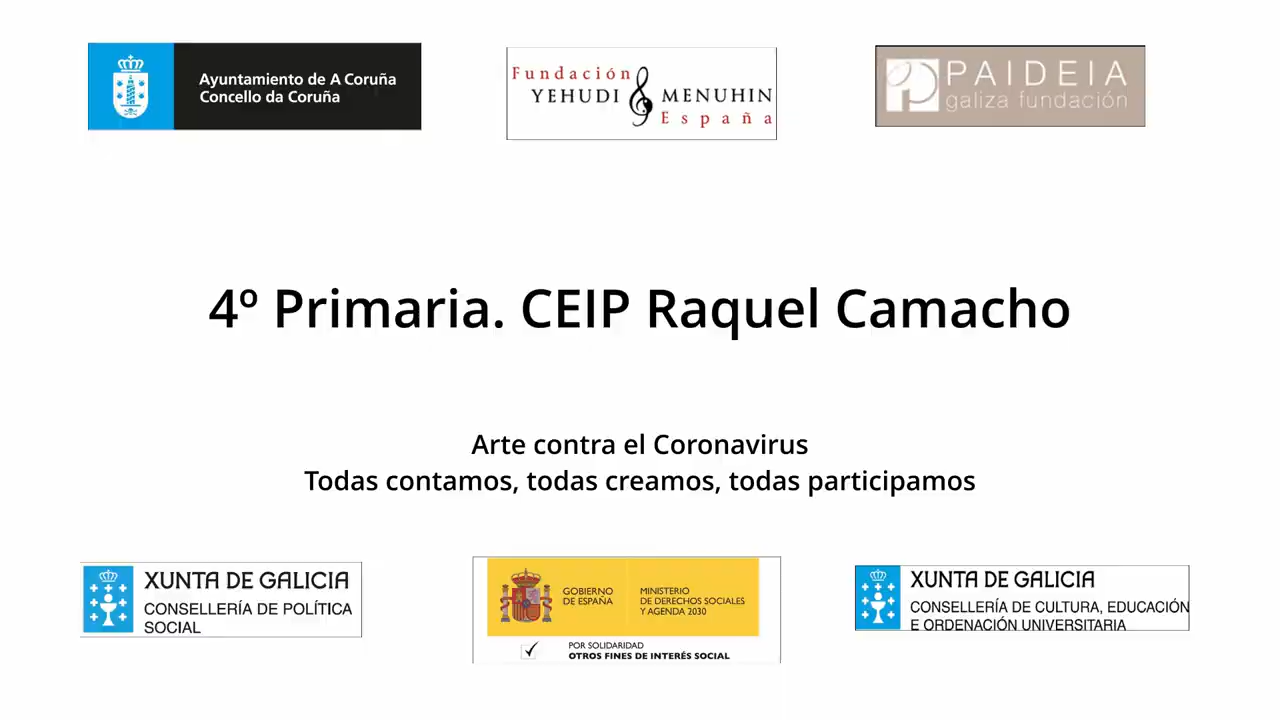 Ayuntamiento de A Coruña
Concello da Coruña
Fundación
YEHUDI MENUHIN
España
PAIDEIA
galiza fundación
4º Primaria. CEIP Raquel Camacho
Arte contra el Coronavirus
Todas contamos, todas creamos, todas participamos
XUNTA DE GALICIA
CONSELLERÍA DE POLÍTICA
SOCIAL
GOBIERNO
DE ESPAÑA
MINISTERIO
DE DERECHOS SOCIALES
Y AGENDA 2030
POR SOLIDARIDAD
OTROS FINES DE INTERÉS SOCIAL
XUNTA DE GALICIA
CONSELLERÍA DE CULTURA, EDUCACIÓN
E ORDENACIÓN UNIVERSITARIA